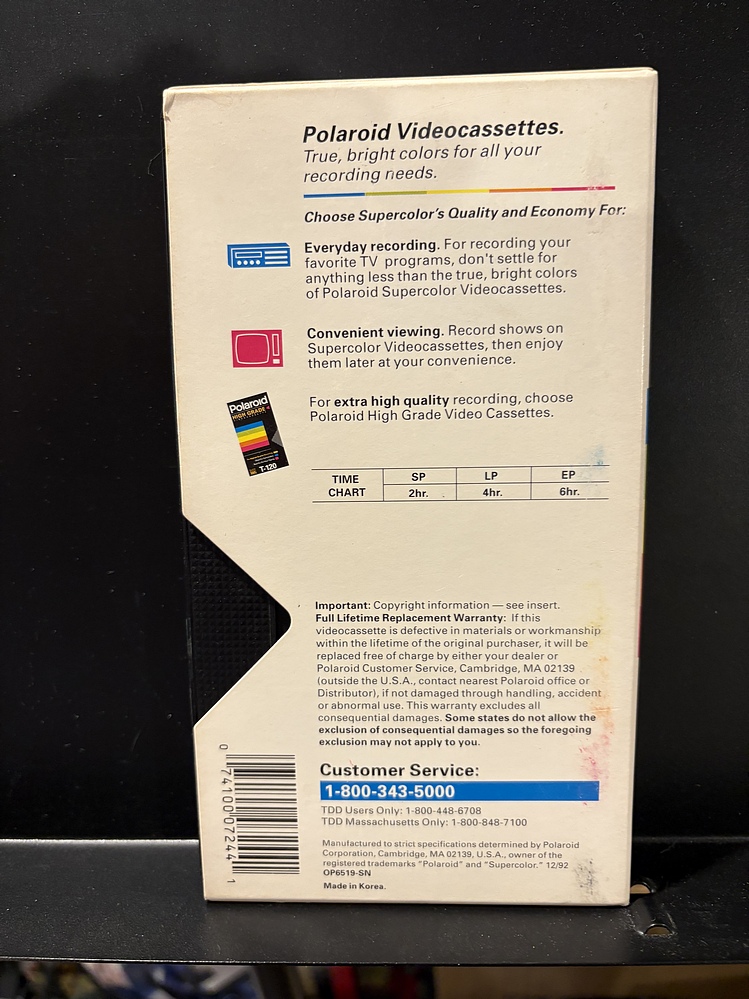 Polaroid Videocassettes.
True, bright colors for all your
recording needs.
Choose Supercolor's Quality and Economy For:
Everyday recording. For recording your
favorite TV programs, don't settle for
anything less than the true, bright colors
of Polaroid Supercolor Videocassettes.
Convenient viewing. Record shows on
Supercolor Videocassettes, then enjoy
them later at your convenience.
Polaroid
HIGH GRADE
T-120
For extra high quality recording, choose
Polaroid High Grade Video Cassettes.
TIME CHART SP LP EP
2hr. 4hr. 6hr.
Important: Copyright information — see insert.
Full Lifetime Replacement Warranty: If this
videocassette is defective in materials or workmanship
within the lifetime of the original purchaser, it will be
replaced free of charge by either your dealer or
Polaroid Customer Service, Cambridge, MA 02139
(outside the U.S.A., contact nearest Polaroid office or
Distributor), if not damaged through handling, accident
or abnormal use. This warranty excludes all
consequential damages. Some states do not allow the
exclusion of consequential damages so the foregoing
exclusion may not apply to you.
Customer Service:
1-800-343-5000
TDD Users Only: 1-800-448-6708
TDD Massachusetts Only: 1-800-848-7100
Manufactured to strict specifications determined by Polaroid
Corporation, Cambridge, MA 02139, U.S.A., owner of the
registered trademarks "Polaroid" and "Supercolor." 12/92
OP6519-SN
Made in Korea.
0 74100 07244 1